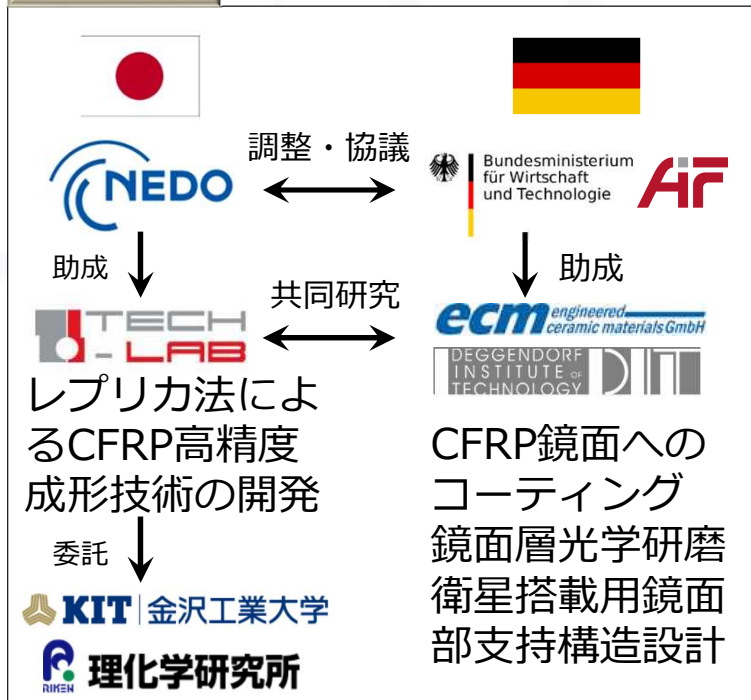 NEDO
調整・協議
Bundesministerium
für Wirtschaft
und Technologie
AiF
助成
助成
TECH
-LAB
共同研究
ecm engineered
ceramic materials GmbH
DEGGENDORF
INSTITUTE OF
TECHNOLOGY
DIT
レプリカ法によ
るCFRP高精度
成形技術の開発
委託
KIT 金沢工業大学
RIKEN
理化学研究所
CFRP鏡面への
コーティング
鏡面層光学研磨
衛星搭載用鏡面
部支持構造設計